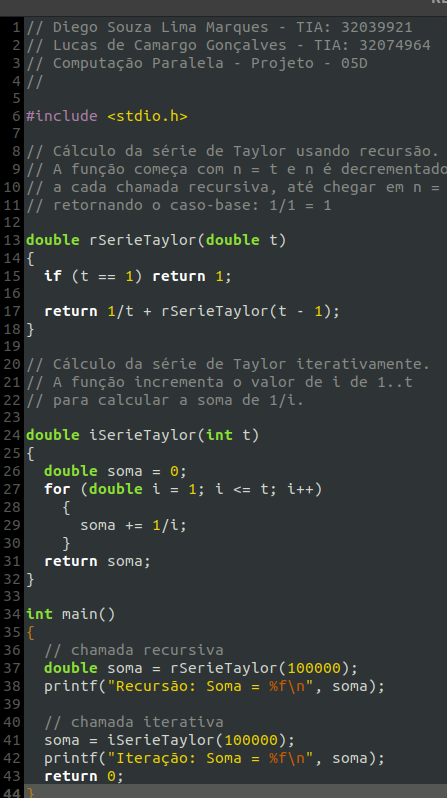 1 // Diego Souza Lima Marques - TIA: 32039921
2 // Lucas de Camargo Gonçalves - TIA: 32074964
3 // Computação Paralela - Projeto - 05D
4 //
5
6 #include <stdio.h>
7
8 // Cálculo da série de Taylor usando recursão.
9 // A função começa com n = t e n é decrementado
10 // a cada chamada recursiva, até chegar em n =
11 // retornando o caso-base: 1/1 = 1
12
13 double rSerieTaylor(double t)
14 {
15 if (t == 1) return 1;
16
17 return 1/t + rSerieTaylor(t - 1);
18 }
19
20 // Cálculo da série de Taylor iterativamente.
21 // A função incrementa o valor de i de 1..t
22 // para calcular a soma de 1/i.
23
24 double iSerieTaylor(int t)
25 {
26 double soma = 0;
27 for (double i = 1; i <= t; i++)
28 {
29 soma += 1/i;
30 }
31 return soma;
32 }
33
34 int main()
35 {
36 // chamada recursiva
37 double soma = rSerieTaylor(100000);
38 printf("Recursão: Soma = %f\n", soma);
39
40 // chamada iterativa
41 soma = iSerieTaylor(100000);
42 printf("Iteração: Soma = %f\n", soma);
43 return 0;
44 }